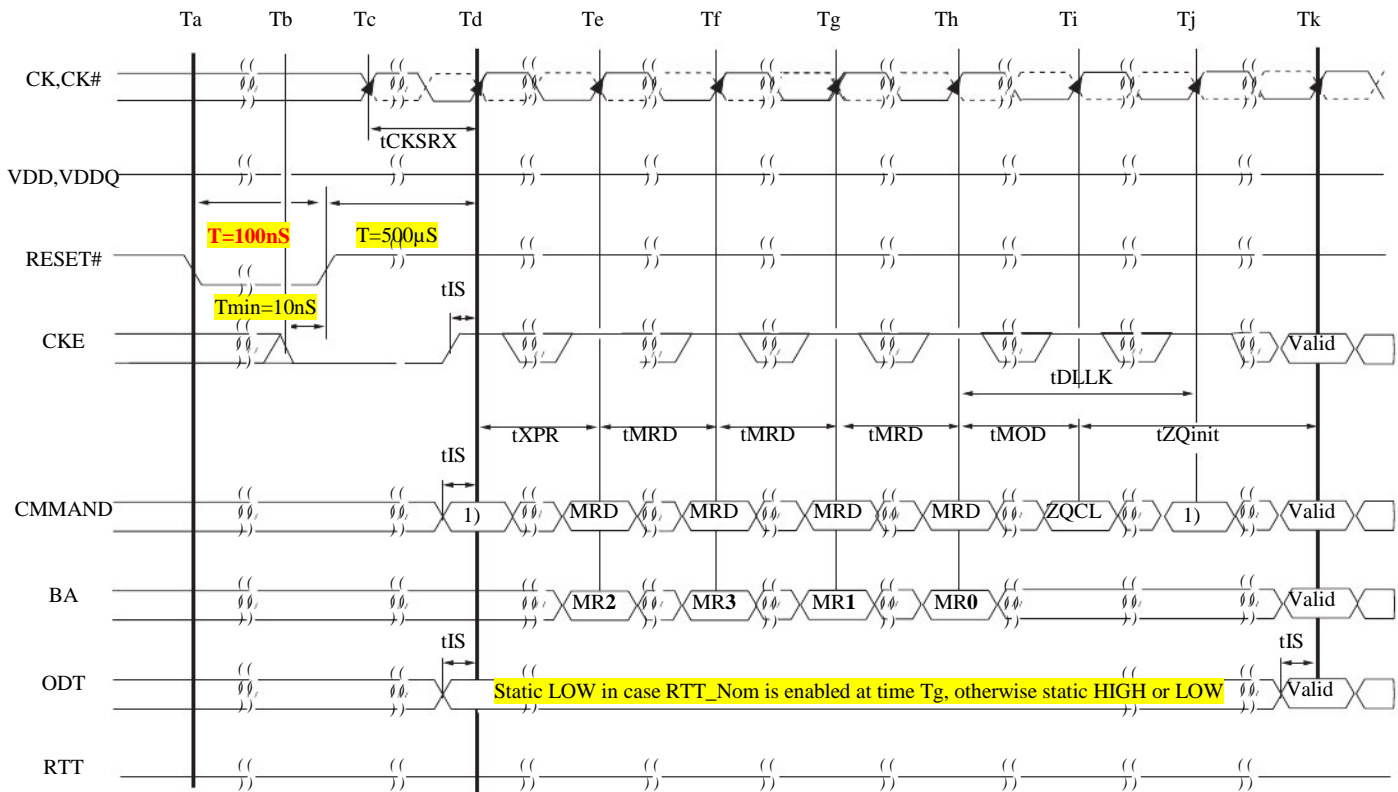 Ta Tb Tc Td Te Tf Tg Th Ti Tj Tk
CK,CK#
tCKSRX
VDD,VDDQ
T=100nS T=500µS
RESET#
Tmin=10nS tIS
CKE Valid
tDLLK
tXPR tMRD tMRD tMRD tMOD tZQinit
tIS
CMMAND 1) MRD MRD MRD MRD ZQCL 1) Valid
BA MR2 MR3 MR1 MR0 Valid
tIS tIS
ODT Static LOW in case RTT_Nom is enabled at time Tg, otherwise static HIGH or LOW Valid
RTT